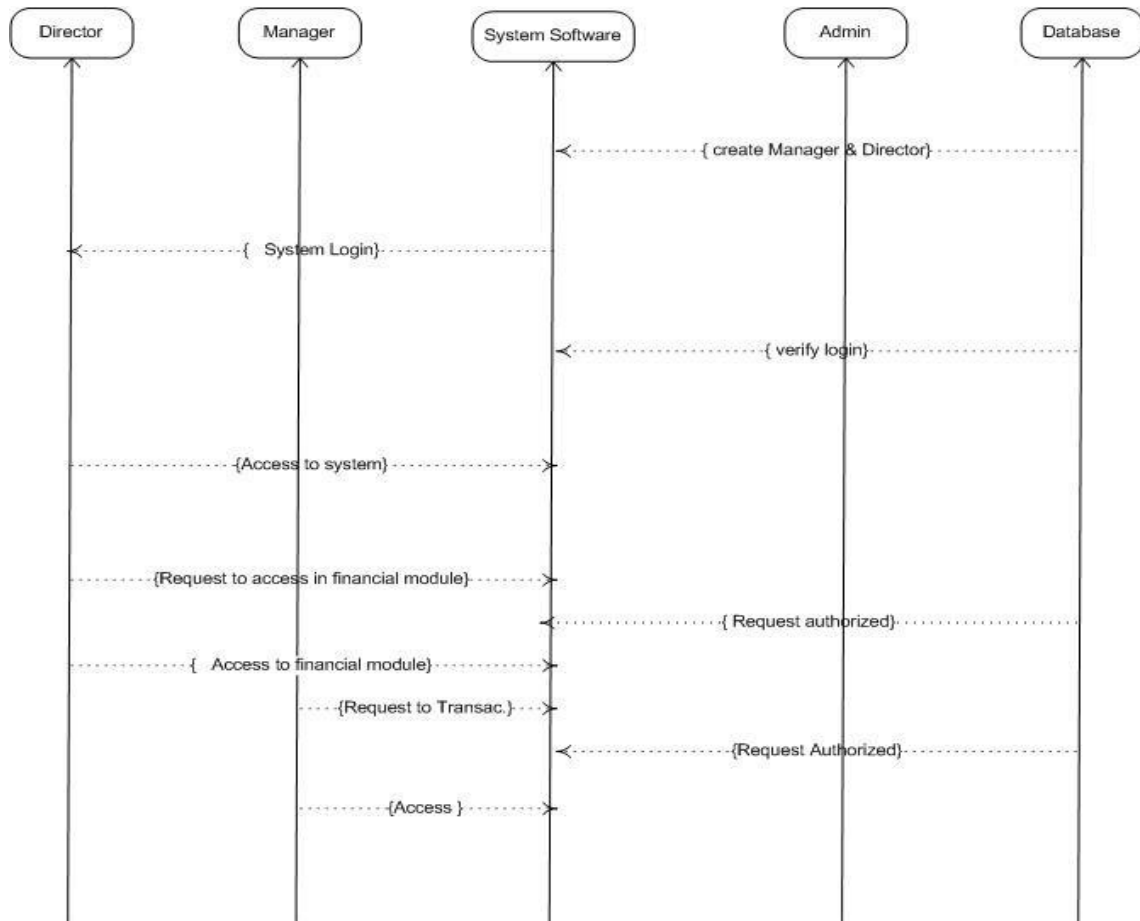 Director
Manager
System Software
Admin
Database
{ create Manager & Director}
{ System Login}
{ verify login}
{Access to system}
{Request to access in financial module}
{ Request authorized}
{ Access to financial module}
{Request to Transac.}
{Request Authorized}
{Access }